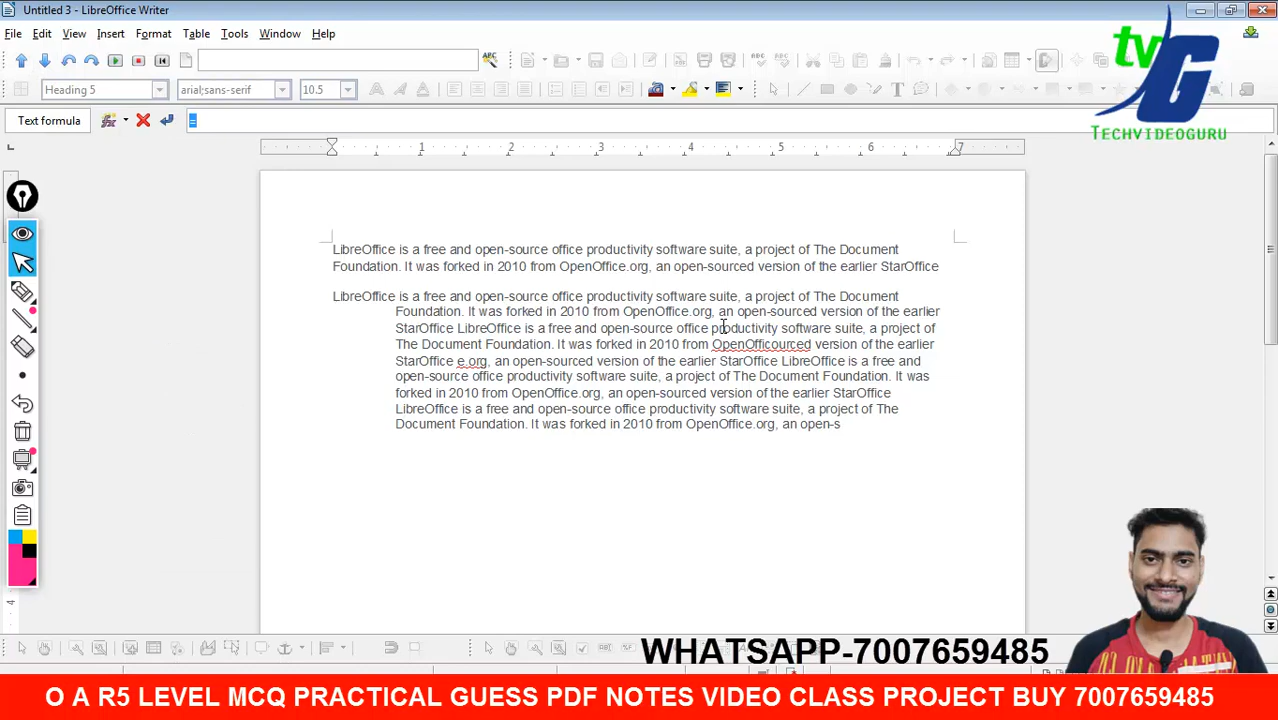 Untitled 3 - LibreOffice Writer
File Edit View Insert Format Table Tools Window Help
Heading 5 arial;sans-serif 10.5
Text formula =
1 2 3 4 5 6 7
tvG
TECHVIDEOGURU
LibreOffice is a free and open-source office productivity software suite, a project of The Document
Foundation. It was forked in 2010 from OpenOffice.org, an open-sourced version of the earlier StarOffice
LibreOffice is a free and open-source office productivity software suite, a project of The Document
Foundation. It was forked in 2010 from OpenOffice.org, an open-sourced version of the earlier
StarOffice LibreOffice is a free and open-source office productivity software suite, a project of
The Document Foundation. It was forked in 2010 from OpenOfficourced version of the earlier
StarOffice e.org, an open-sourced version of the earlier StarOffice LibreOffice is a free and
open-source office productivity software suite, a project of The Document Foundation. It was
forked in 2010 from OpenOffice.org, an open-sourced version of the earlier StarOffice
LibreOffice is a free and open-source office productivity software suite, a project of The
Document Foundation. It was forked in 2010 from OpenOffice.org, an open-s
4
WHATSAPP-7007659485
O A R5 LEVEL MCQ PRACTICAL GUESS PDF NOTES VIDEO CLASS PROJECT BUY 7007659485